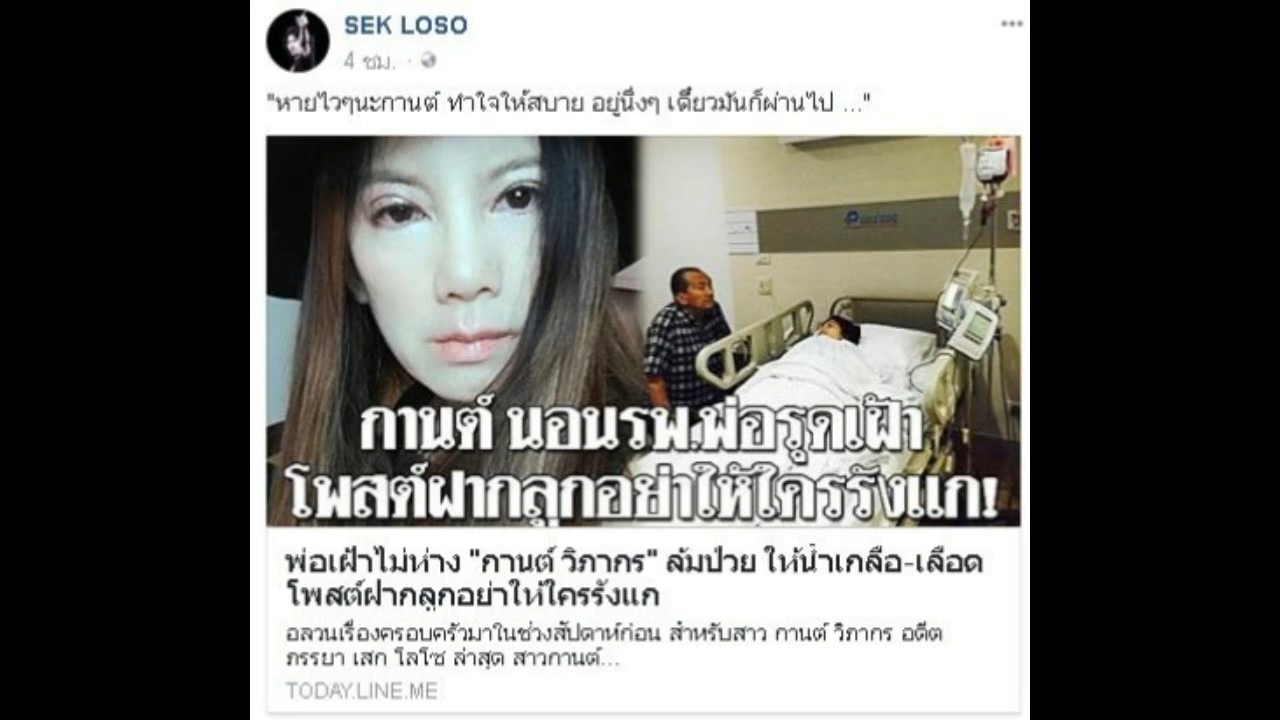 SEK LOSO
4 ชม.
"หายไวๆนะกานต์ ทำใจให้สบาย อยู่นิ่งๆ เดี๋ยวมันก็ผ่านไป ..."
กานต์ นอนรพ.พ่อรุดเฝ้า
โพสต์ฝากลูกอย่าให้ใครรังแก!
พ่อเฝ้าไม่ห่าง "กานต์ วิภากร" ล้มป่วย ให้น้ำเกลือ-เลือด
โพสต์ฝากลูกอย่าให้ใครรังแก
อลวนเรื่องครอบครัวมาในช่วงสัปดาห์ก่อน สำหรับสาว กานต์ วิภากร อดีต
ภรรยา เสก โลโซ ล่าสุด สาวกานต์...
TODAY.LINE.ME